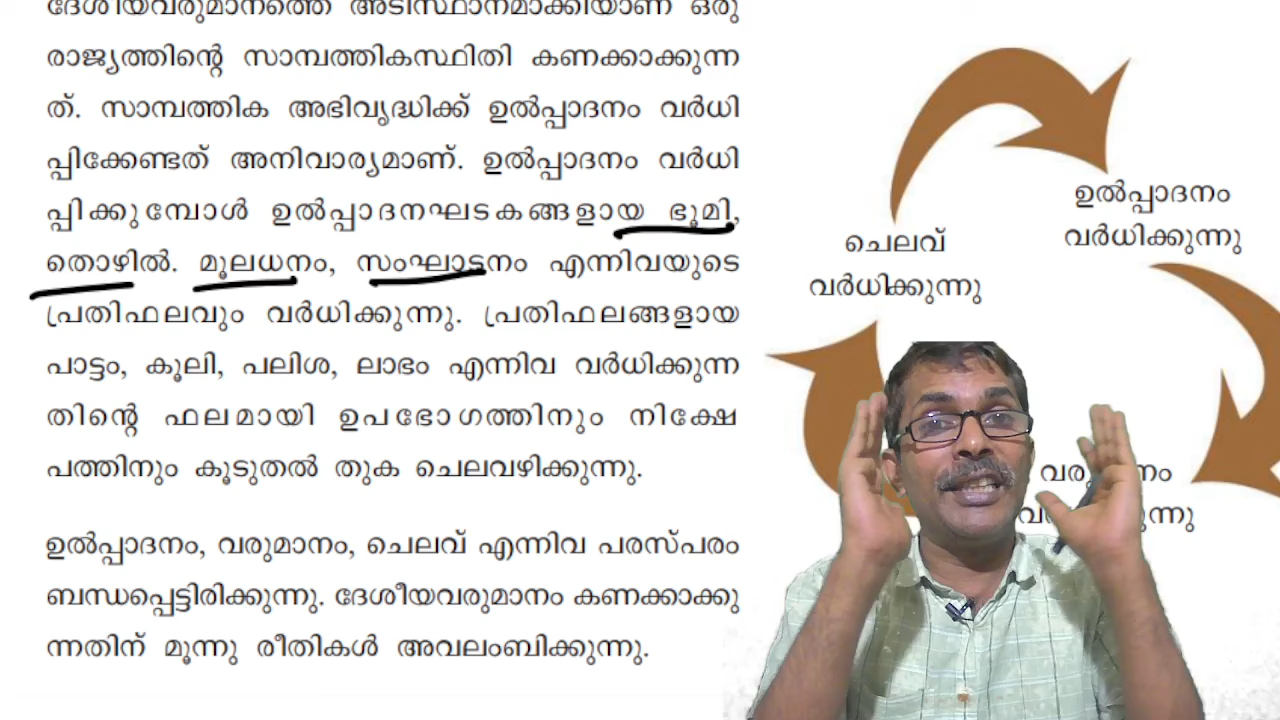 ദേശീയവരുമാനത്തെ അടിസ്ഥാനമാക്കിയാണ് ഒരു
രാജ്യത്തിന്റെ സാമ്പത്തികസ്ഥിതി കണക്കാക്കുന്ന
ത്. സാമ്പത്തിക അഭിവൃദ്ധിക്ക് ഉൽപ്പാദനം വർധി
പ്പിക്കേണ്ടത് അനിവാര്യമാണ്. ഉൽപ്പാദനം വർധി
പ്പിക്കുമ്പോൾ ഉൽപ്പാദനഘടകങ്ങളായ ഭൂമി,
തൊഴിൽ. മൂലധനം, സംഘാടനം എന്നിവയുടെ
പ്രതിഫലവും വർധിക്കുന്നു. പ്രതിഫലങ്ങളായ
പാട്ടം, കൂലി, പലിശ, ലാഭം എന്നിവ വർധിക്കുന്ന
തിന്റെ ഫലമായി ഉപഭോഗത്തിനും നിക്ഷേ
പത്തിനും കൂടുതൽ തുക ചെലവഴിക്കുന്നു.
ഉൽപ്പാദനം, വരുമാനം, ചെലവ് എന്നിവ പരസ്പരം
ബന്ധപ്പെട്ടിരിക്കുന്നു. ദേശീയവരുമാനം കണക്കാക്കു
ന്നതിന് മൂന്നു രീതികൾ അവലംബിക്കുന്നു.
ഉൽപ്പാദനം
വർധിക്കുന്നു
ചെലവ്
വർധിക്കുന്നു